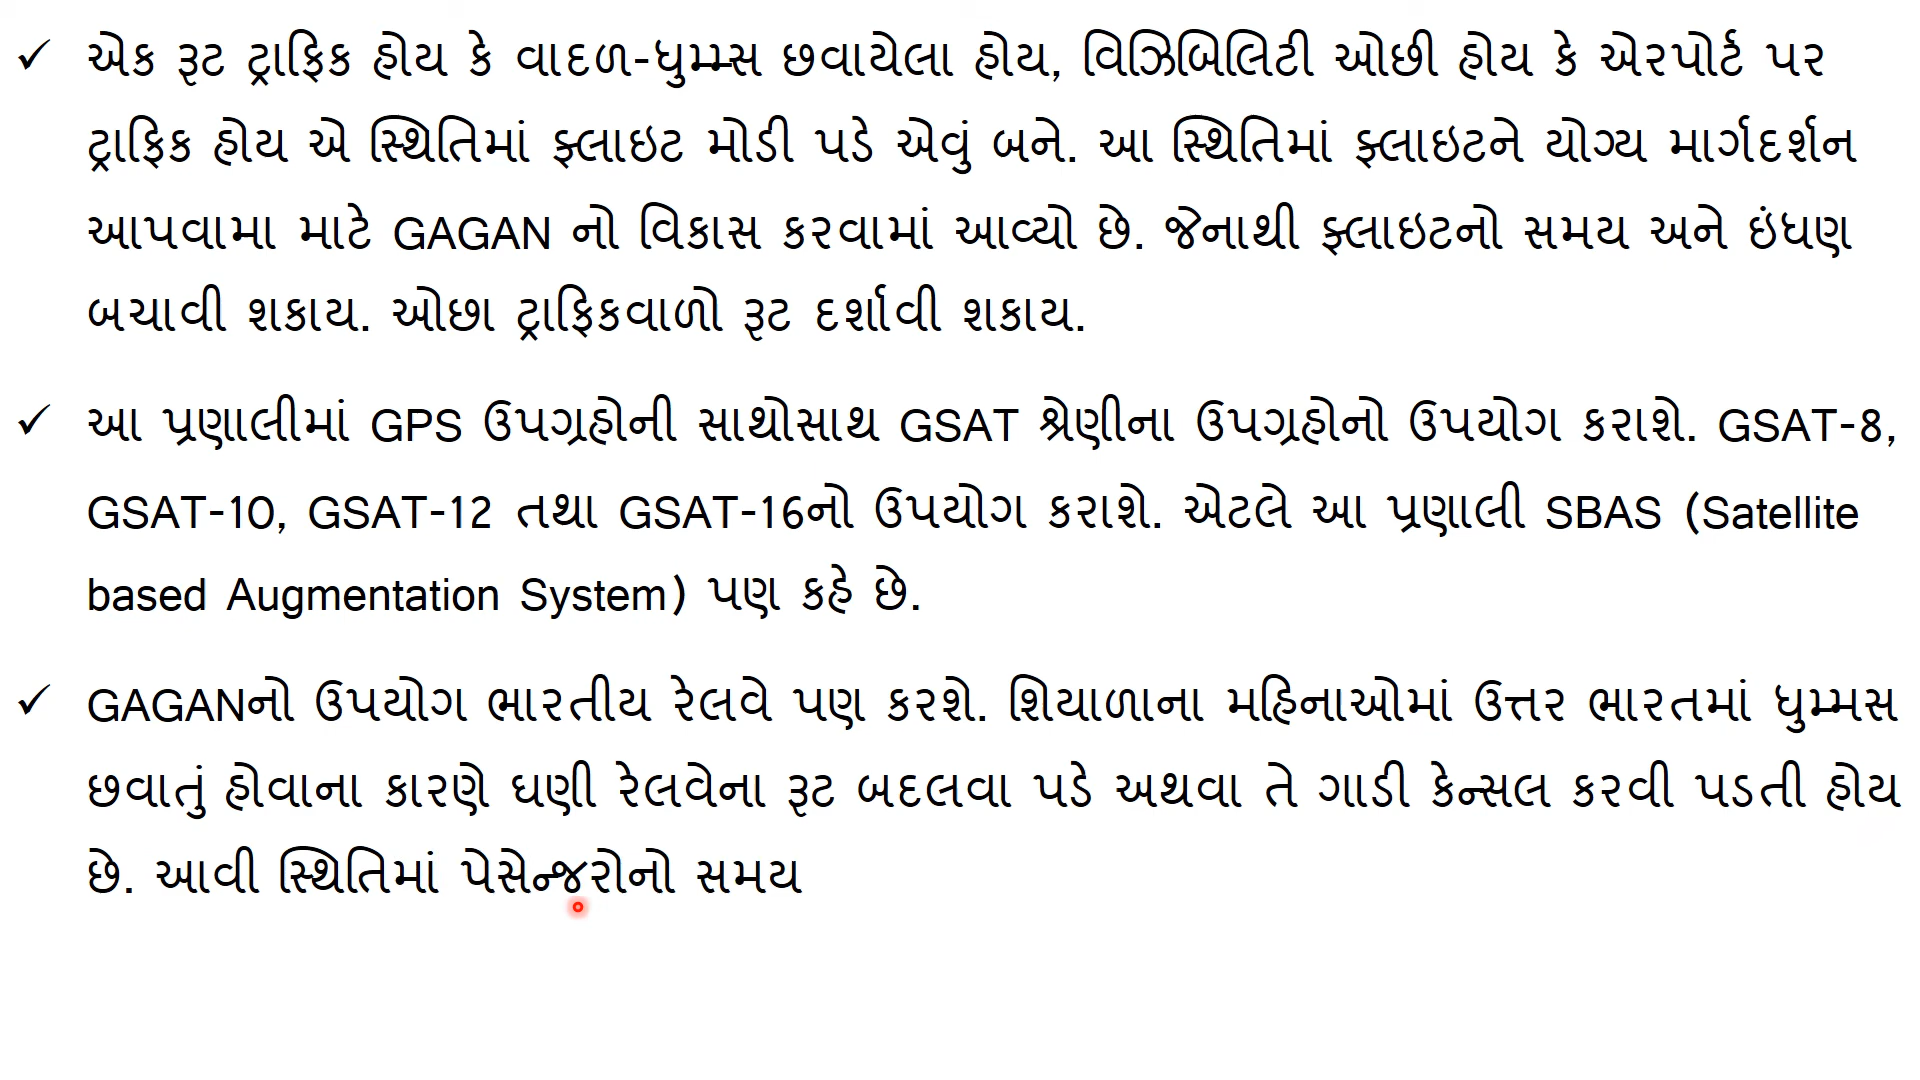 ✓ એક રૂટ ટ્રાફિક હોય કે વાદળ-ધુમ્મ્સ છવાયેલા હોય, વિઝિબિલિટી ઓછી હોય કે એરપોર્ટ પર
ટ્રાફિક હોય એ સ્થિતિમાં ફ્લાઇટ મોડી પડે એવું બને. આ સ્થિતિમાં ફ્લાઇટને યોગ્ય માર્ગદર્શન
આપવામા માટે GAGAN નો વિકાસ કરવામાં આવ્યો છે. જેનાથી ફ્લાઇટનો સમય અને ઇંધણ
બચાવી શકાય. ઓછા ટ્રાફિકવાળો રૂટ દર્શાવી શકાય.
✓ આ પ્રણાલીમાં GPS ઉપગ્રહોની સાથોસાથ GSAT શ્રેણીના ઉપગ્રહોનો ઉપયોગ કરાશે. GSAT-8,
GSAT-10, GSAT-12 તથા GSAT-16નો ઉપયોગ કરાશે. એટલે આ પ્રણાલી SBAS (Satellite
based Augmentation System) પણ કહે છે.
✓ GAGANનો ઉપયોગ ભારતીય રેલવે પણ કરશે. શિયાળાના મહિનાઓમાં ઉત્તર ભારતમાં ધુમ્મસ
છવાતું હોવાના કારણે ઘણી રેલવેના રૂટ બદલવા પડે અથવા તે ગાડી કેન્સલ કરવી પડતી હોય
છે. આવી સ્થિતિમાં પેસેન્જરોનો સમય